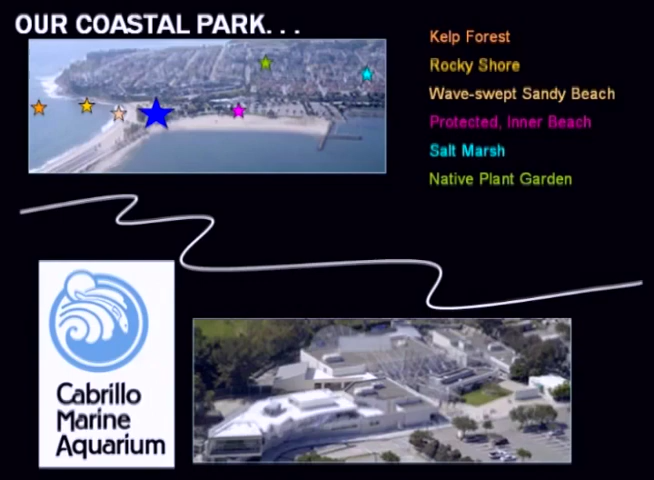 OUR COASTAL PARK. . .
Kelp Forest
Rocky Shore
Wave-swept Sandy Beach
Protected, Inner Beach
Salt Marsh
Native Plant Garden
Cabrillo
Marine
Aquarium